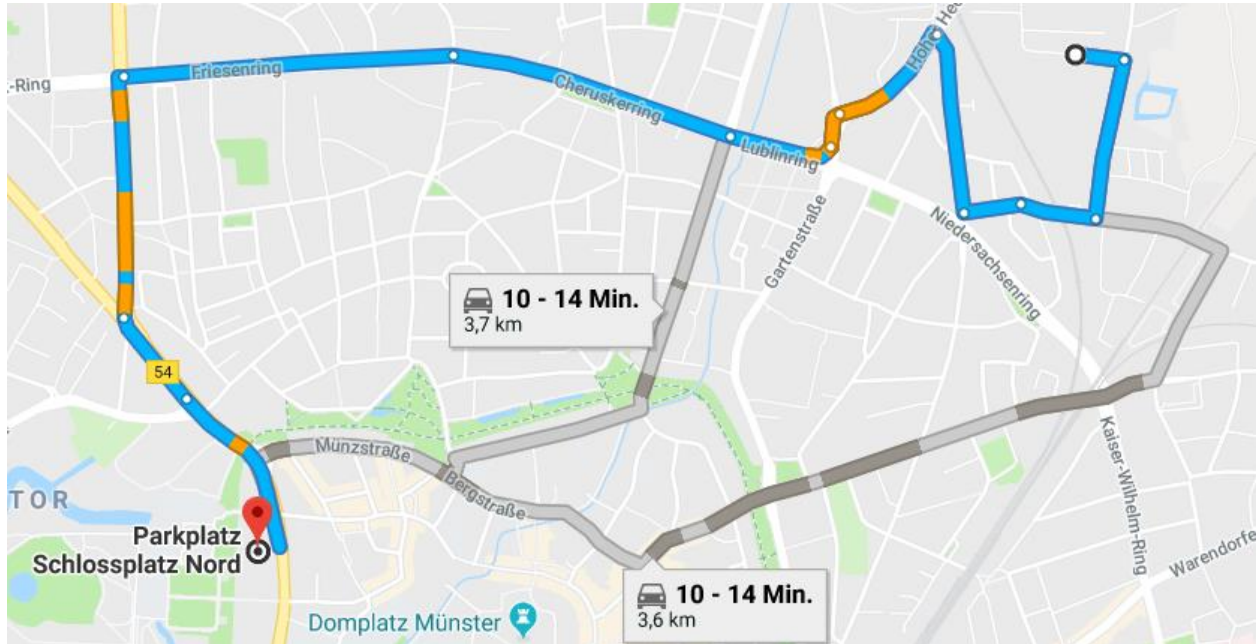 -Ring
Friesenring
Cheruskerring
Lublinring
Gartenstraße
Niedersachsenring
10 - 14 Min.
3,7 km
54
Münzstraße
Bergstraße
TOR
Parkplatz
Schlossplatz Nord
Kaiser-Wilhelm-Ring
Warendorfe
10 - 14 Min.
3,6 km
Domplatz Münster